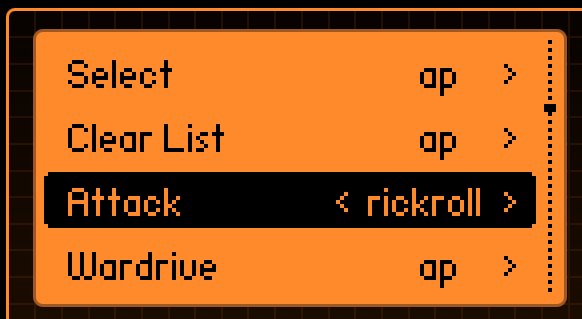 Select ap >
Clear List ap >
Attack < rickroll >
Wardrive ap >